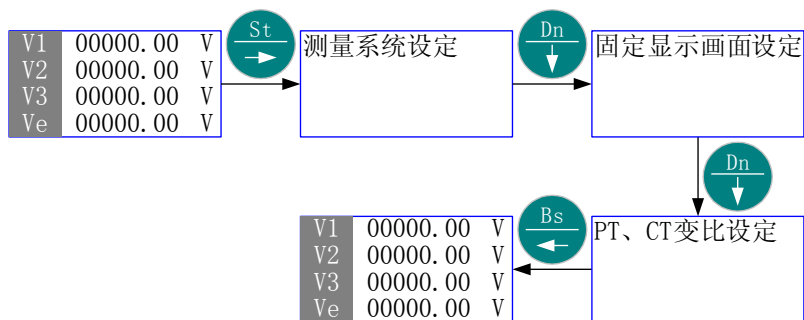 V1 00000.00 V
V2 00000.00 V
V3 00000.00 V
Ve 00000.00 V
St
测量系统设定
Dn
固定显示画面设定
Dn
PT、CT变比设定
Bs
V1 00000.00 V
V2 00000.00 V
V3 00000.00 V
Ve 00000.00 V